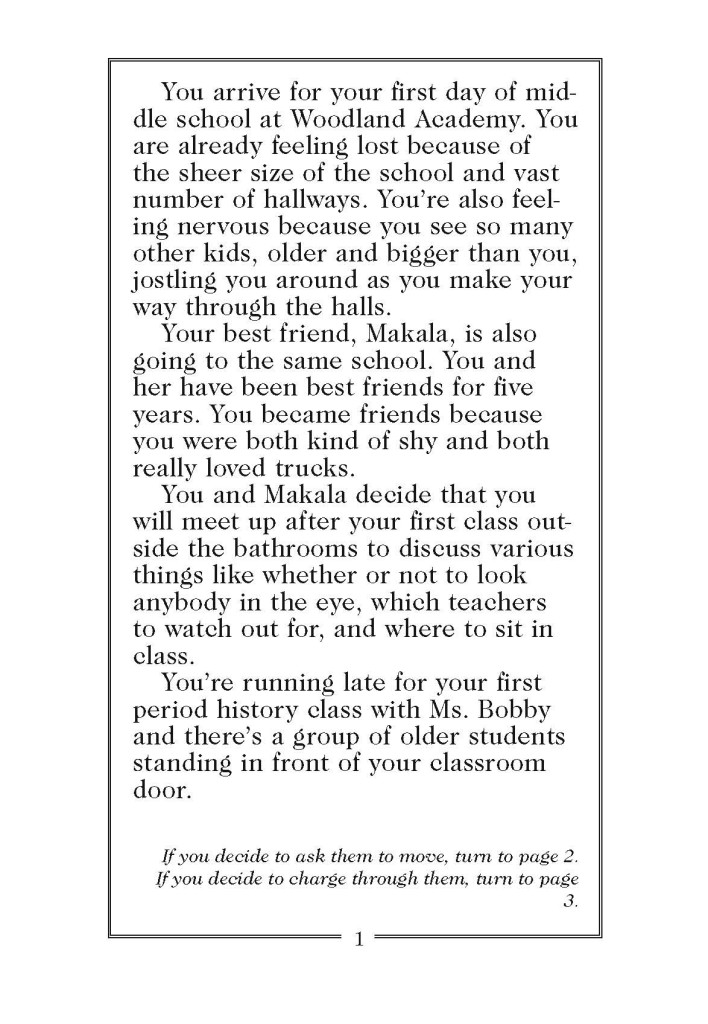 You arrive for your first day of mid-
dle school at Woodland Academy. You
are already feeling lost because of
the sheer size of the school and vast
number of hallways. You're also feel-
ing nervous because you see so many
other kids, older and bigger than you,
jostling you around as you make your
way through the halls.
Your best friend, Makala, is also
going to the same school. You and
her have been best friends for five
years. You became friends because
you were both kind of shy and both
really loved trucks.
You and Makala decide that you
will meet up after your first class out-
side the bathrooms to discuss various
things like whether or not to look
anybody in the eye, which teachers
to watch out for, and where to sit in
class.
You're running late for your first
period history class with Ms. Bobby
and there's a group of older students
standing in front of your classroom
door.
If you decide to ask them to move, turn to page 2.
If you decide to charge through them, turn to page
3.
1